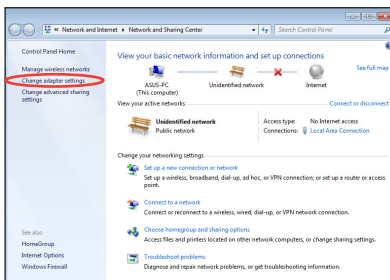 « Network and Internet ▸ Network and Sharing Center
Search Control Panel
Control Panel Home
Manage wireless networks
Change adapter settings
Change advanced sharing
settings
See also
HomeGroup
Internet Options
Windows Firewall
View your basic network information and set up connections
See full map
ASUS-PC
(This computer)
Unidentified network
Internet
View your active networks
Connect or disconnect
Unidentified network
Public network
Access type: No Internet access
Connections: Local Area Connection
Change your networking settings
Set up a new connection or network
Set up a wireless, broadband, dial-up, ad hoc, or VPN connection; or set up a router or access
point.
Connect to a network
Connect or reconnect to a wireless, wired, dial-up, or VPN network connection.
Choose homegroup and sharing options
Access files and printers located on other network computers, or change sharing settings.
Troubleshoot problems
Diagnose and repair network problems, or get troubleshooting information.